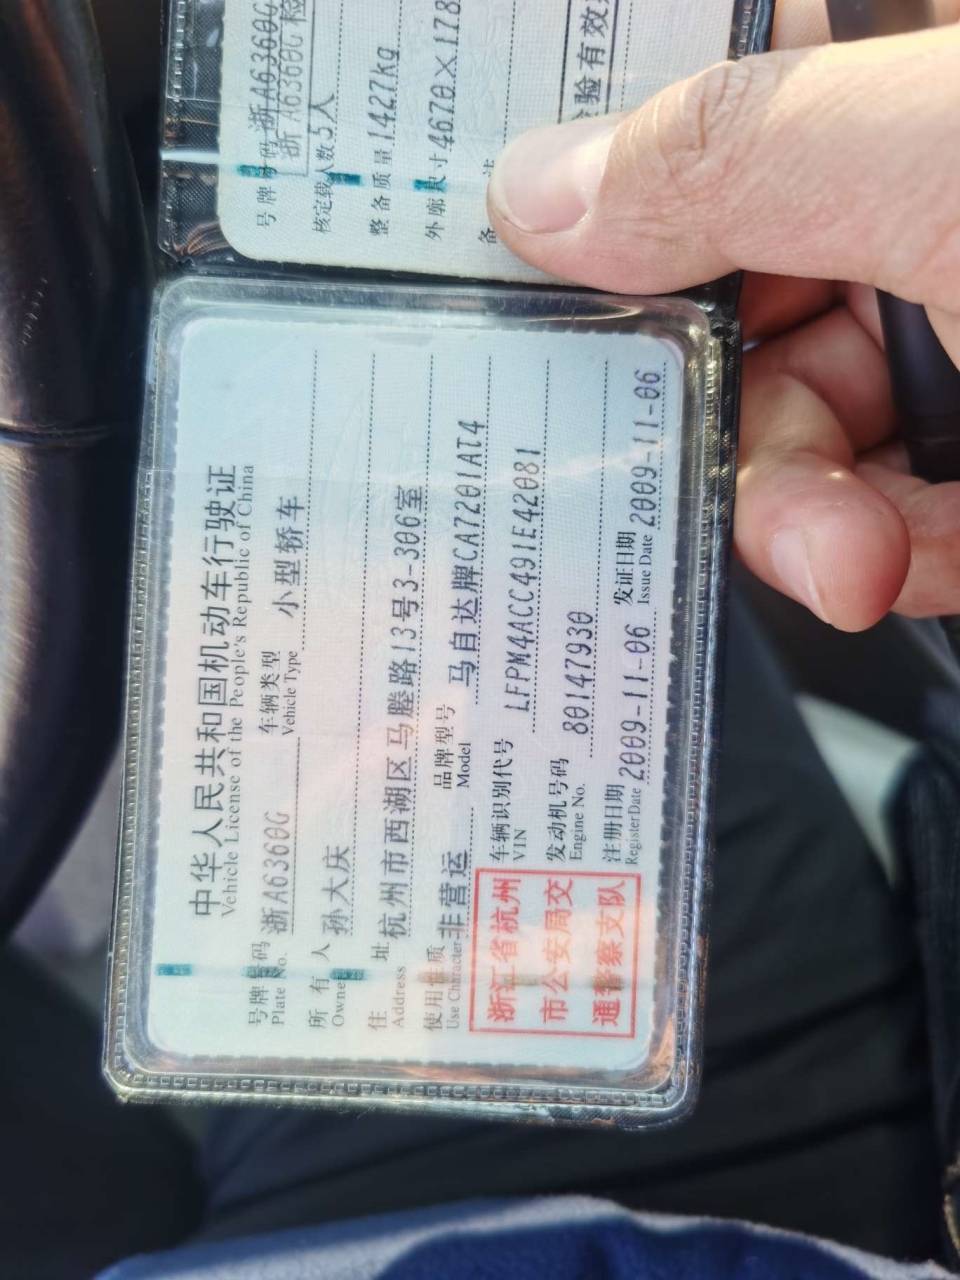 中华人民共和国机动车行驶证
Vehicle License of the People's Republic of China
号牌号码 浙A6360G 车辆类型 小型轿车
Plate No. Vehicle Type
所有人 孙大庆
Owner
住址 杭州市西湖区马塍路13号3-306室
Address
使用性质 非营运 品牌型号 马自达牌CA7201AT4
Use Character Model
浙江省杭州
市公安局交
通警察支队
车辆识别代号 LFPM4ACC491E42081
VIN
发动机号码 80147930
Engine No.
注册日期 2009-11-06 发证日期 2009-11-06
Register Date Issue Date
号牌号码 浙A6360G
浙A6360G 检
核定载人数 5人
整备质量 1427kg
外廓尺寸 4670×178
备
验有效